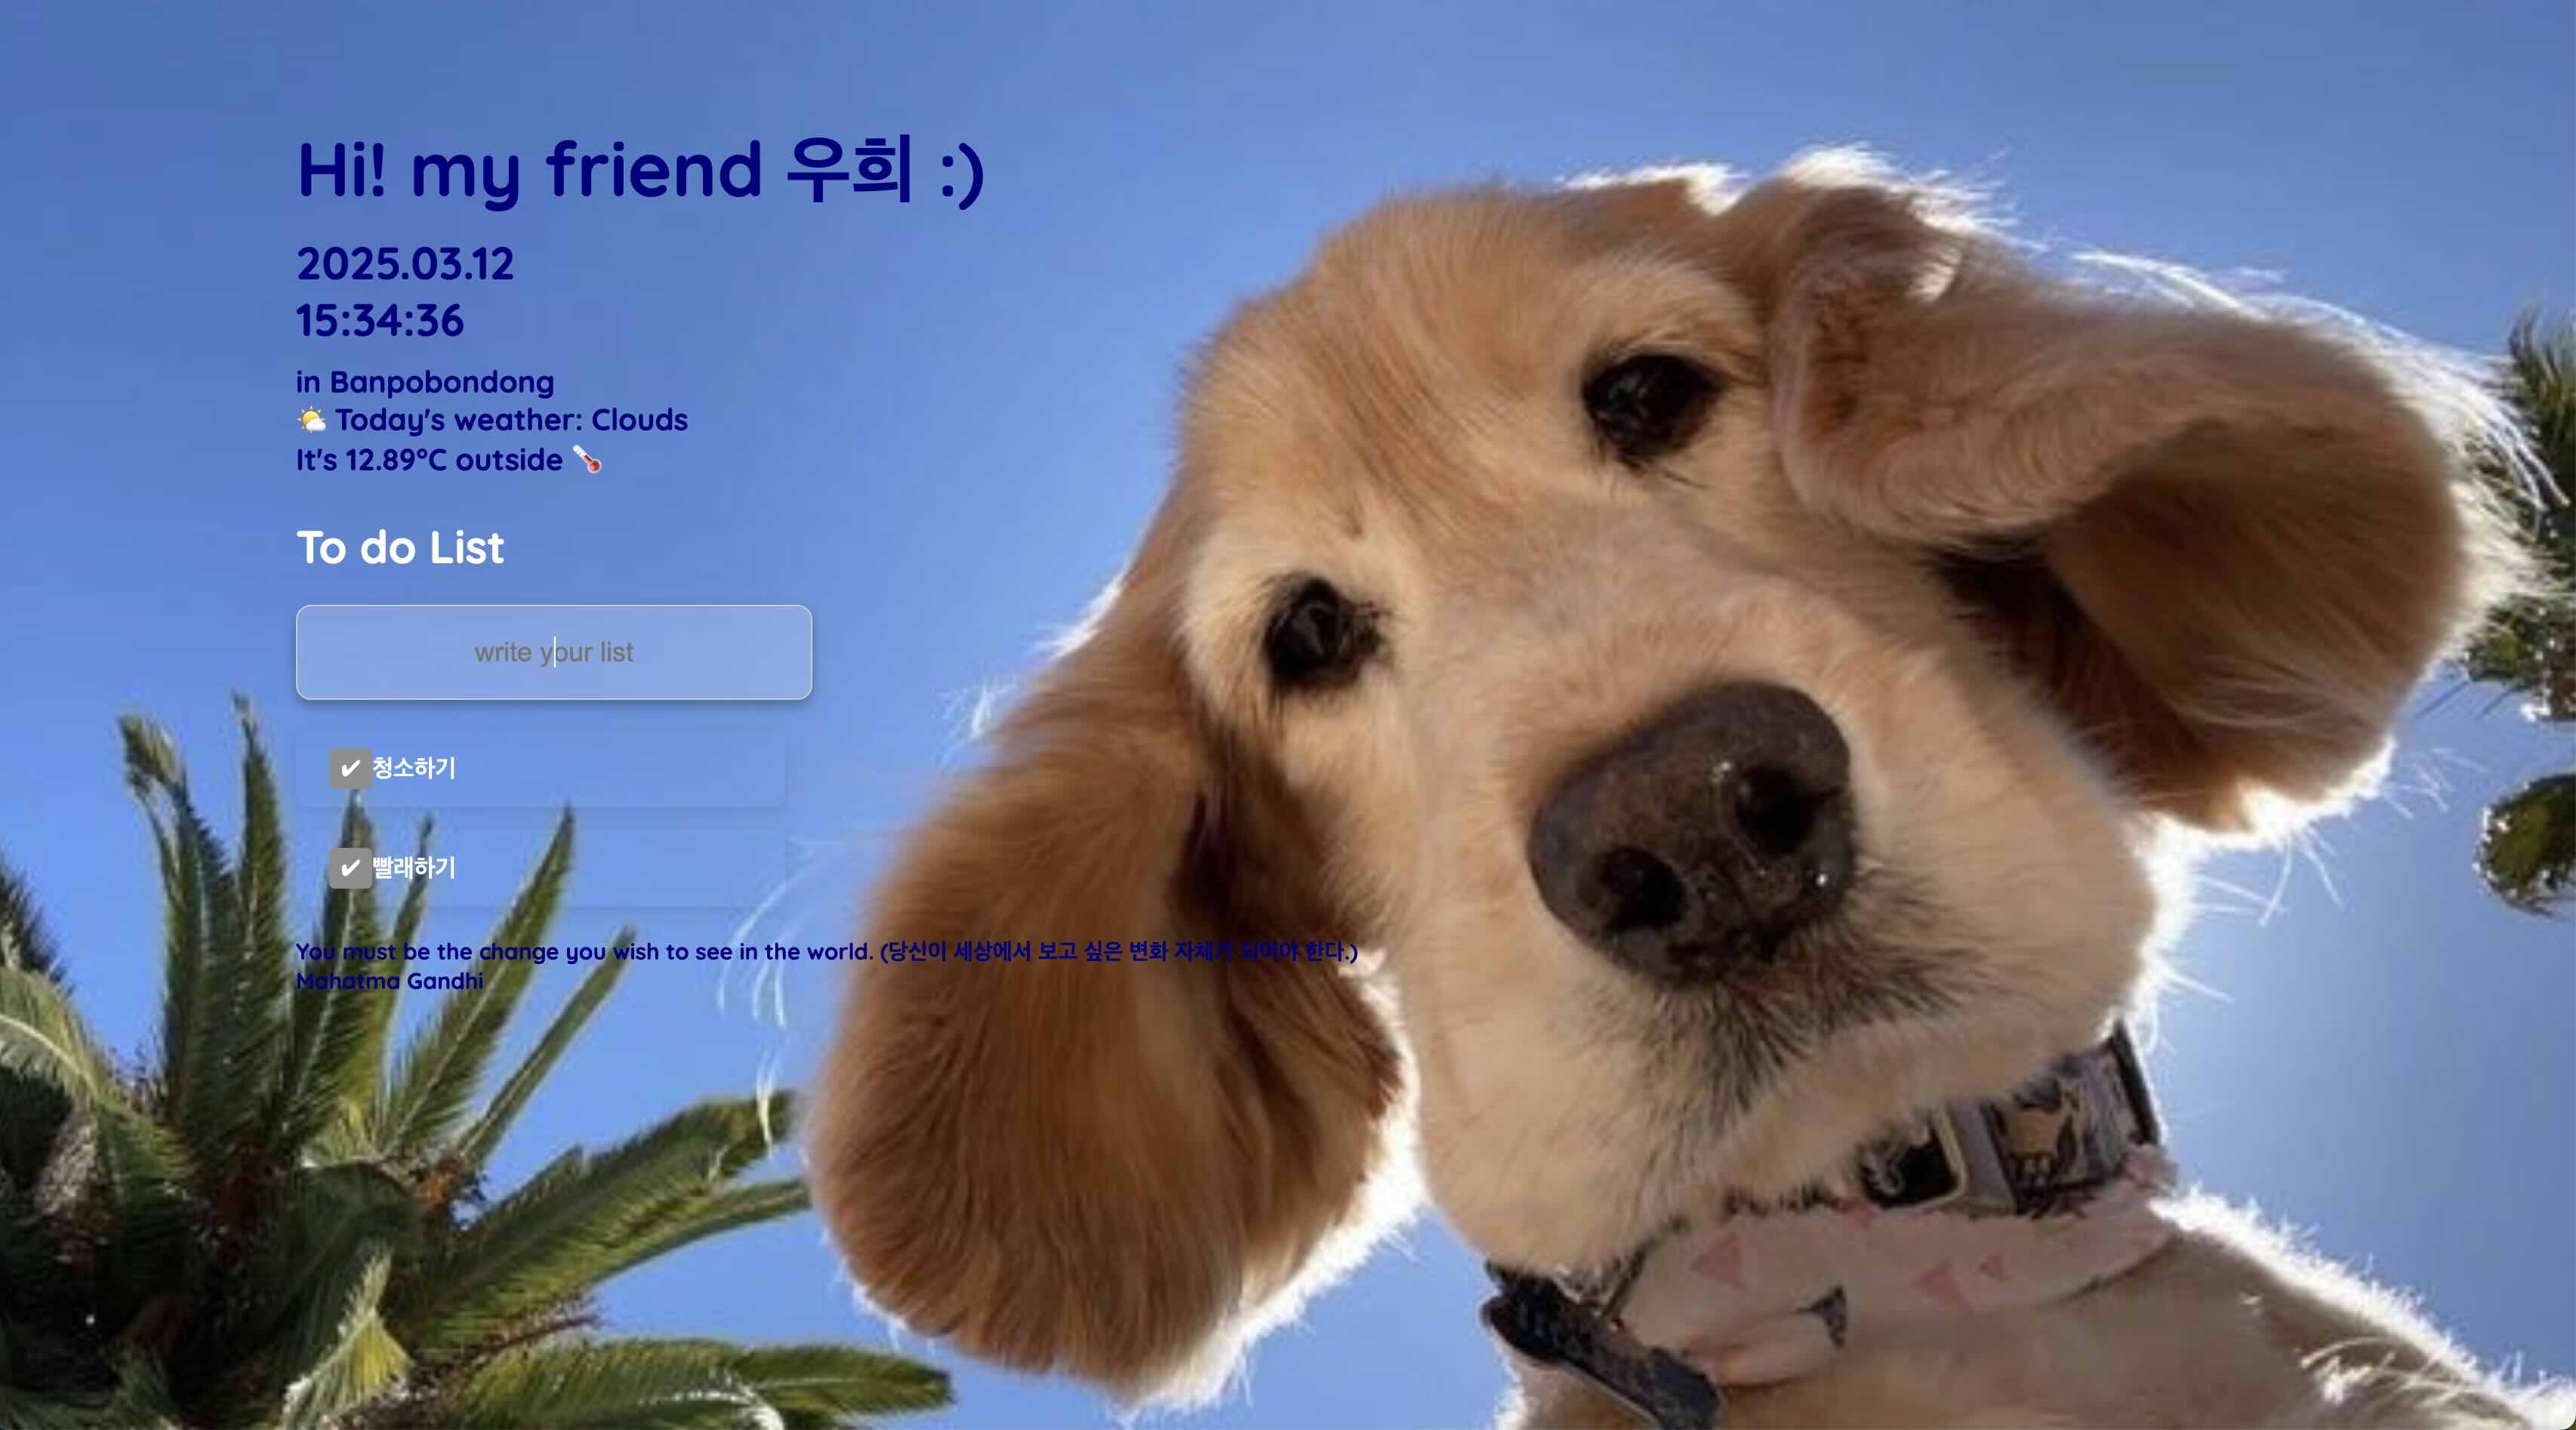 Hi! my friend 우희 :)
2025.03.12
15:34:36
in Banpobondong
🌤️ Today's weather: Clouds
It's 12.89°C outside 🌡️
To do List
write your list
✔ 청소하기
✔ 빨래하기
You must be the change you wish to see in the world. (당신이 세상에서 보고 싶은 변화 자체가 되어야 한다.)
Mahatma Gandhi